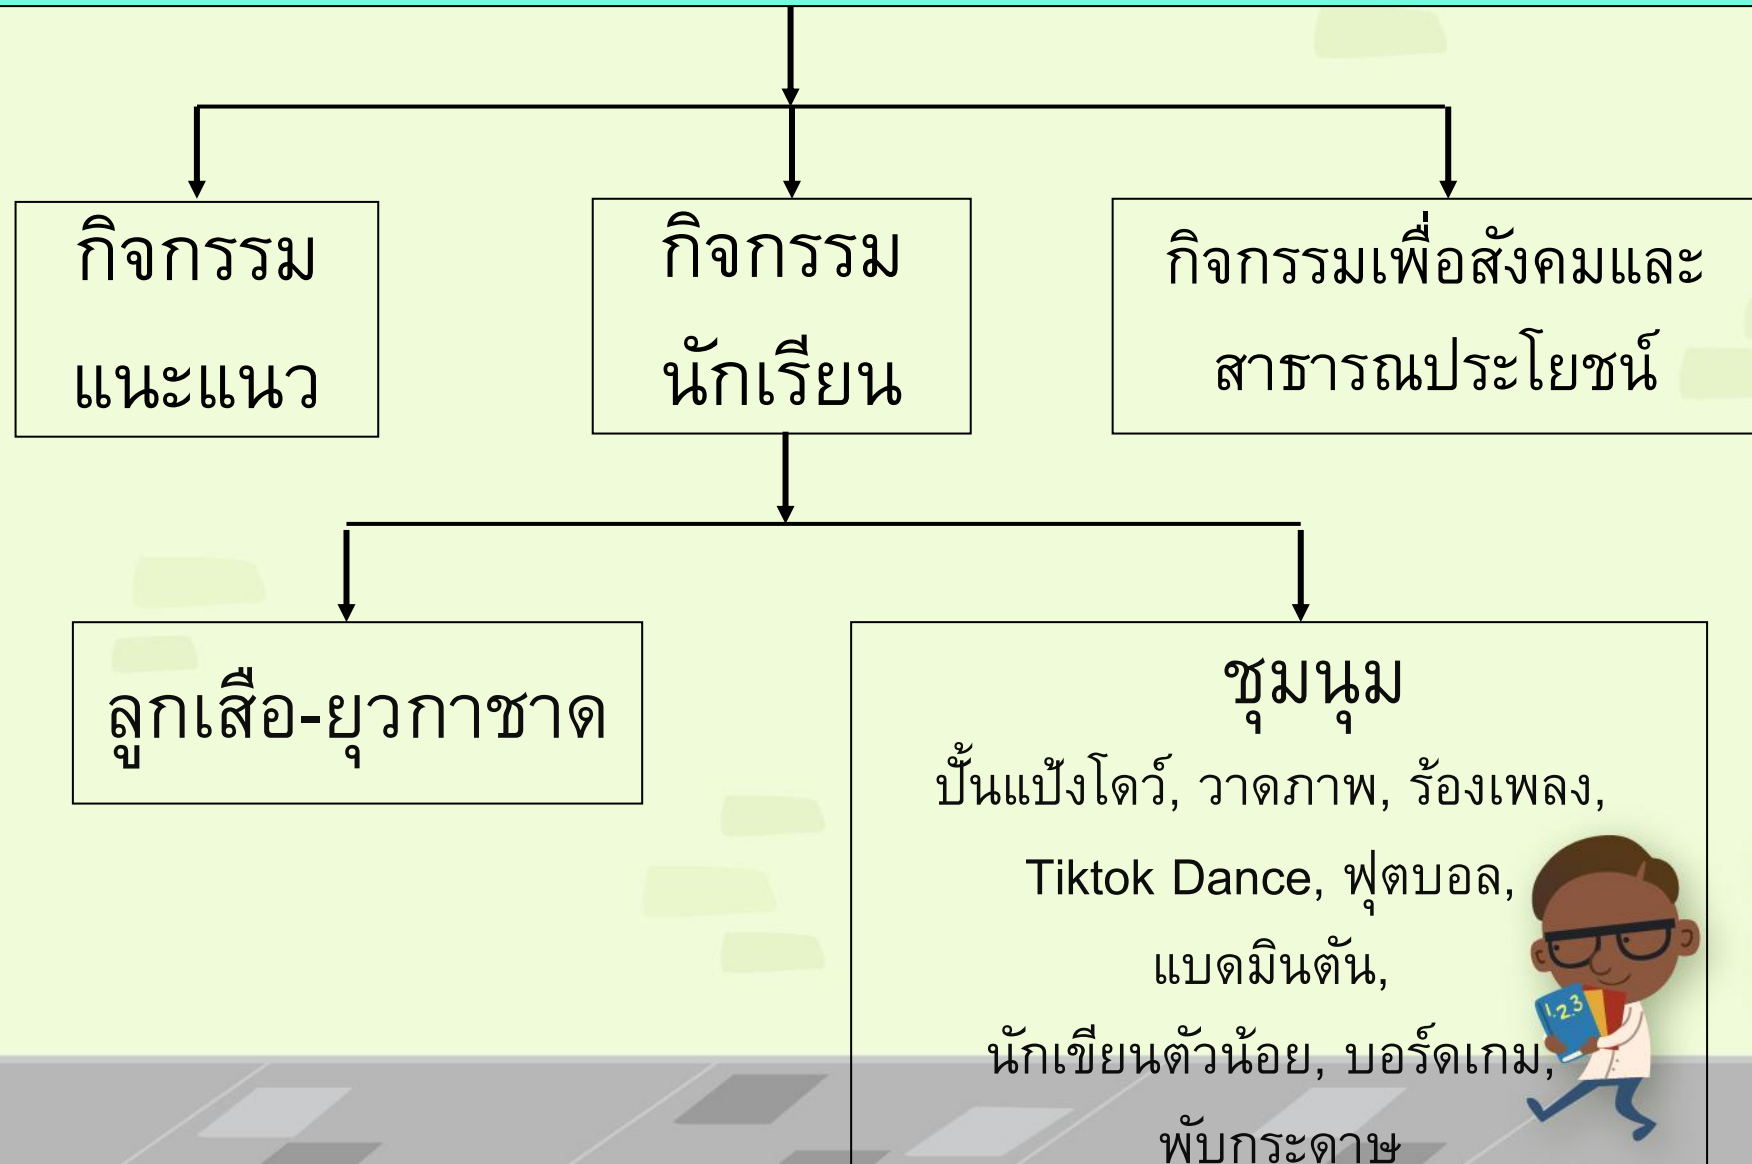 กิจกรรม
แนะแนว
กิจกรรม
นักเรียน
กิจกรรมเพื่อสังคมและ
สาธารณประโยชน์
ลูกเสือ-ยุวกาชาด
ชุมนุม
ปั้นแป้งโดว์, วาดภาพ, ร้องเพลง,
Tiktok Dance, ฟุตบอล,
แบดมินตัน,
นักเขียนตัวน้อย, บอร์ดเกม,
พับกระดาษ
1,2,3